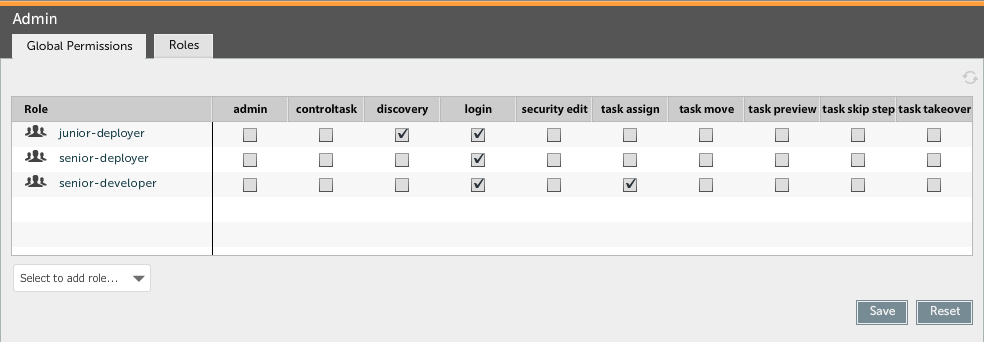 Admin
Global Permissions Roles
Role admin controltask discovery login security edit task assign task move task preview task skip step task takeover
junior-deployer
senior-deployer
senior-developer
Select to add role...
Save Reset